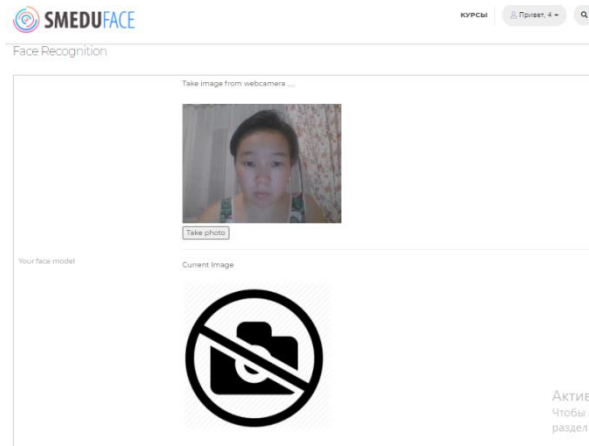 SMEDUFACE
КУРСЫ
Привет, 4
Face Recognition
Take image from webcamera ....
Take photo
Your face model
Current Image
Актив
Чтобы
раздел